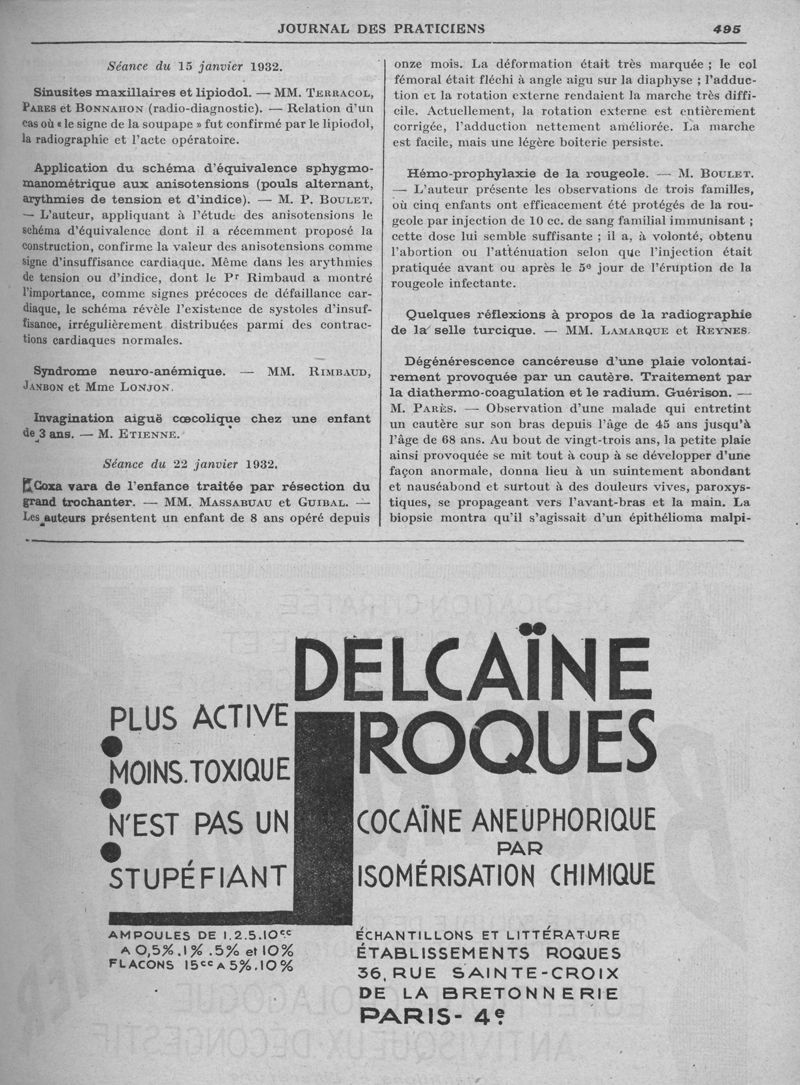 JOURNAL DES PRATICIENS
495
Séance du 15 janvier 1932.
Sinusites maxillaires et lipiodol. — MM. TERRACOL,
PARES et BONNAHON (radio-diagnostic). — Relation d'un
cas où « le signe de la soupape » fut confirmé par le lipiodol,
la radiographie et l'acte opératoire.
Application du schéma d'équivalence sphygmo-
manométrique aux anisotensions (pouls alternant,
arythmies de tension et d'indice). — M. P. BOULET.
— L'auteur, appliquant à l'étude des anisotensions le
schéma d'équivalence dont il a récemment proposé la
construction, confirme la valeur des anisotensions comme
signe d'insuffisance cardiaque. Même dans les arythmies
de tension ou d'indice, dont le Pr Rimbaud a montré
l'importance, comme signes précoces de défaillance car-
diaque, le schéma révèle l'existence de systoles d'insuf-
fisance, irrégulièrement distribuées parmi des contrac-
tions cardiaques normales.
Syndrome neuro-anémique. — MM. RIMBAUD,
JANBON et Mme LONJON.
Invagination aiguë cœcolique chez une enfant
de 3 ans. — M. ETIENNE.
Séance du 22 janvier 1932.
Coxa vara de l'enfance traitée par résection du
grand trochanter. — MM. MASSABUAU et GUIBAL. —
Les auteurs présentent un enfant de 8 ans opéré depuis
onze mois. La déformation était très marquée ; le col
fémoral était fléchi à angle aigu sur la diaphyse ; l'adduc-
tion et la rotation externe rendaient la marche très diffi-
cile. Actuellement, la rotation externe est entièrement
corrigée, l'adduction nettement améliorée. La marche
est facile, mais une légère boiterie persiste.
Hémo-prophylaxie de la rougeole. — M. BOULET.
— L'auteur présente les observations de trois familles,
où cinq enfants ont efficacement été protégés de la rou-
geole par injection de 10 cc. de sang familial immunisant ;
cette dose lui semble suffisante ; il a, à volonté, obtenu
l'abortion ou l'atténuation selon que l'injection était
pratiquée avant ou après le 5e jour de l'éruption de la
rougeole infectante.
Quelques réflexions à propos de la radiographie
de la selle turcique. — MM. LAMARQUE et REYNES.
Dégénérescence cancéreuse d'une plaie volontai-
rement provoquée par un cautère. Traitement par
la diathermo-coagulation et le radium. Guérison. —
M. PARÈS. — Observation d'une malade qui entretint
un cautère sur son bras depuis l'âge de 45 ans jusqu'à
l'âge de 68 ans. Au bout de vingt-trois ans, la petite plaie
ainsi provoquée se mit tout à coup à se développer d'une
façon anormale, donna lieu à un suintement abondant
et nauséabond et surtout à des douleurs vives, paroxys-
tiques, se propageant vers l'avant-bras et la main. La
biopsie montra qu'il s'agissait d'un épithélioma malpi-
DELCAÏNE
ROQUES
PLUS ACTIVE
MOINS.TOXIQUE
N'EST PAS UN
STUPÉFIANT
COCAÏNE ANEUPHORIQUE
PAR
ISOMÉRISATION CHIMIQUE
AMPOULES DE 1.2.5.10cc
A 0,5%.1% .5% et 10%
FLACONS 15cc A 5%.10%
ÉCHANTILLONS ET LITTÉRATURE
ÉTABLISSEMENTS ROQUES
36, RUE SAINTE-CROIX
DE LA BRETONNERIE
PARIS- 4e